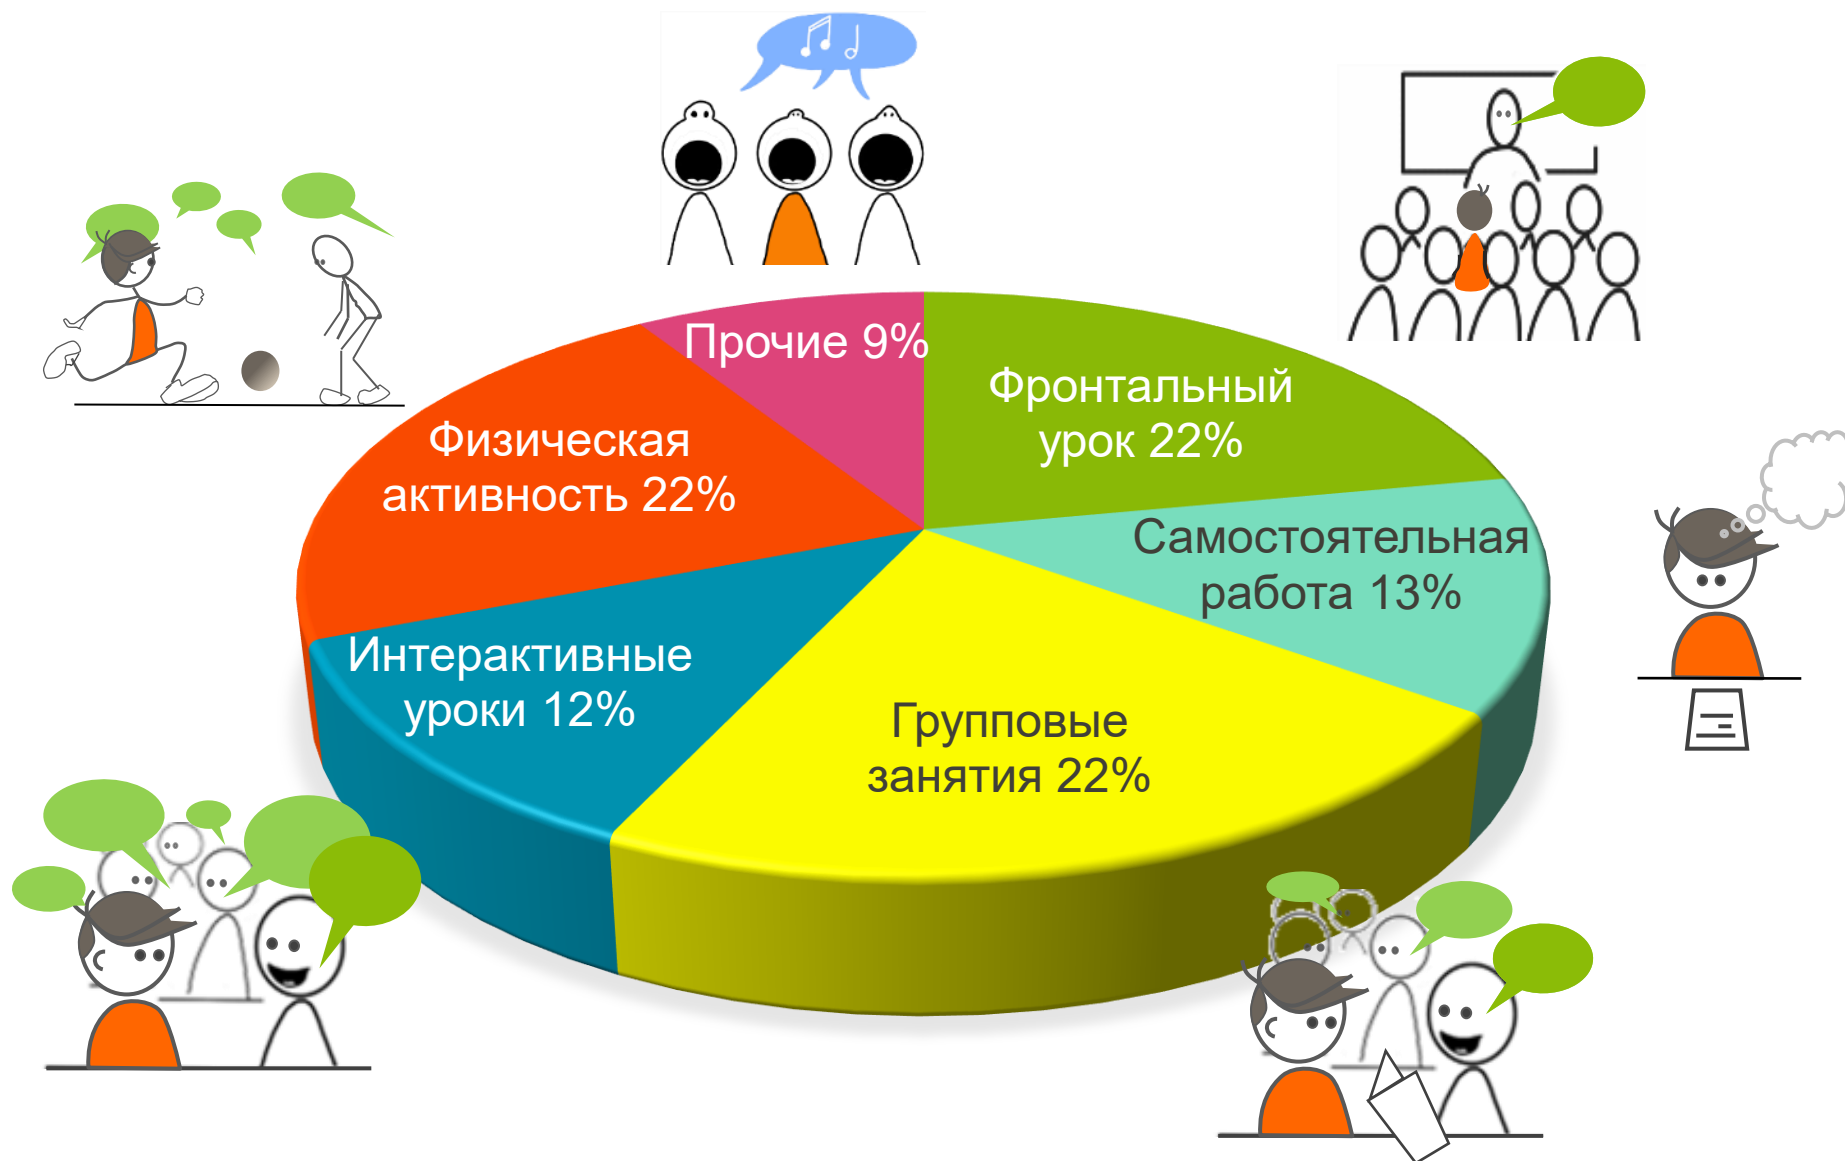 Прочие 9%
Фронтальный
урок 22%
Физическая
активность 22%
Самостоятельная
работа 13%
Интерактивные
уроки 12%
Групповые
занятия 22%